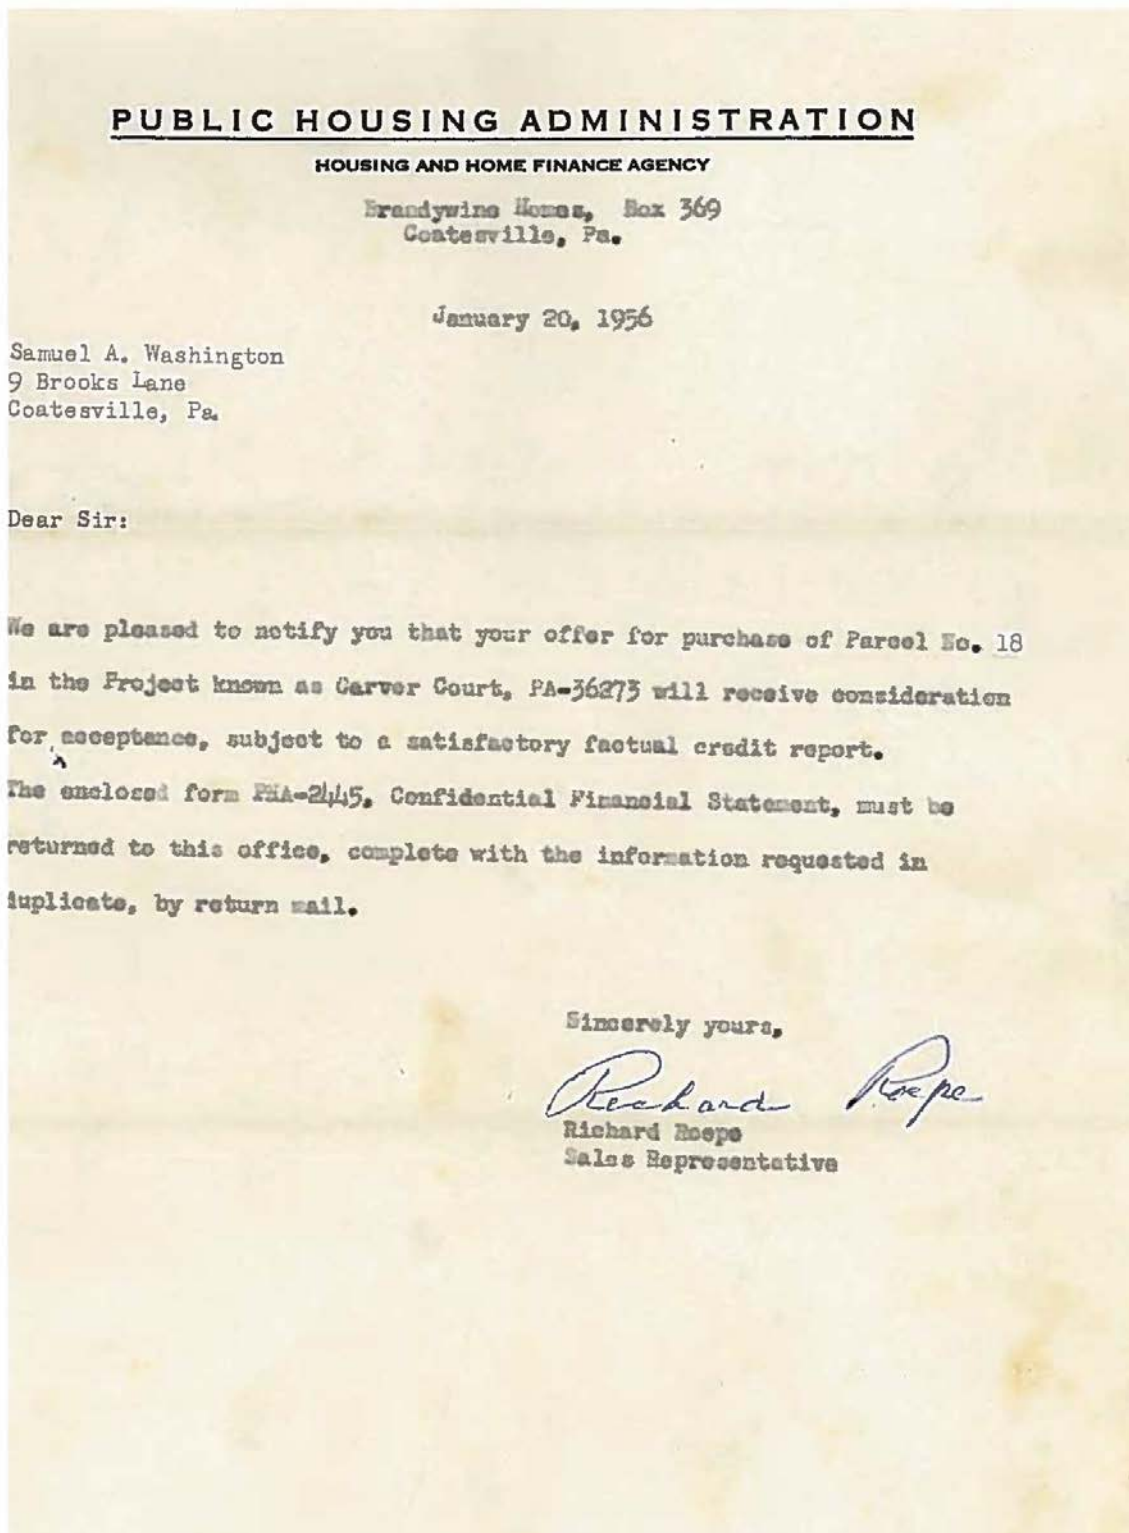 PUBLIC HOUSING ADMINISTRATION
HOUSING AND HOME FINANCE AGENCY
Brandywine Homes, Box 369
Coatesville, Pa.
January 20, 1956
Samuel A. Washington
9 Brooks Lane
Coatesville, Pa.
Dear Sir:
We are pleased to notify you that your offer for purchase of Parcel No. 18
in the Project known as Carver Court, PA-36273 will receive consideration
for acceptance, subject to a satisfactory factual credit report.
The enclosed form PHA-2445, Confidential Financial Statement, must be
returned to this office, complete with the information requested in
duplicate, by return mail.
Sincerely yours,
Richard Roepe
Richard Roepe
Sales Representative